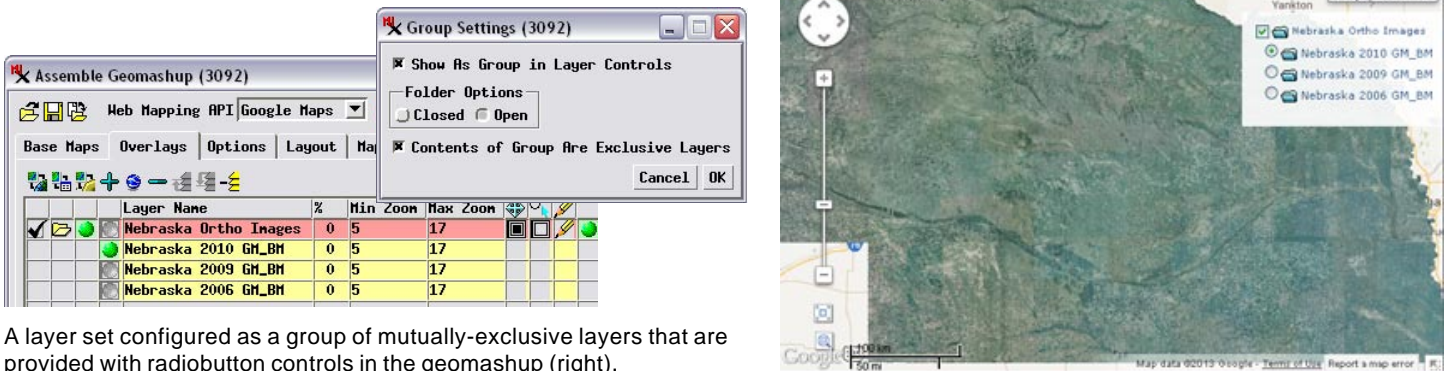 Group Settings (3092)
Show As Group in Layer Controls
Folder Options
Closed Open
Contents of Group Are Exclusive Layers
Cancel OK
Assemble Geomashup (3092)
Web Mapping API Google Maps
Base Maps Overlays Options Layout
Layer Name % Min Zoom Max Zoom
Nebraska Ortho Images 0 5 17
Nebraska 2010 GM_BM 0 5 17
Nebraska 2009 GM_BM 0 5 17
Nebraska 2006 GM_BM 0 5 17
A layer set configured as a group of mutually-exclusive layers that are
provided with radiobutton controls in the geomashup (right).
Yankton
Nebraska Ortho Images
Nebraska 2010 GM_BM
Nebraska 2009 GM_BM
Nebraska 2006 GM_BM
Google
100 km
50 mi
Map data ©2013 Google - Terms of Use Report a map error